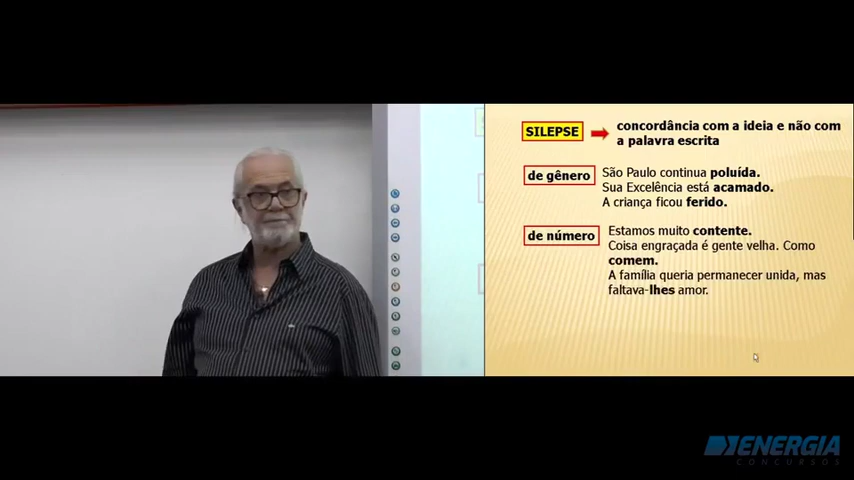 SILEPSE
concordância com a ideia e não com
a palavra escrita
de gênero
São Paulo continua poluída.
Sua Excelência está acamado.
A criança ficou ferido.
de número
Estamos muito contente.
Coisa engraçada é gente velha. Como
comem.
A família queria permanecer unida, mas
faltava-lhes amor.
ENERGIA
CONCURSOS